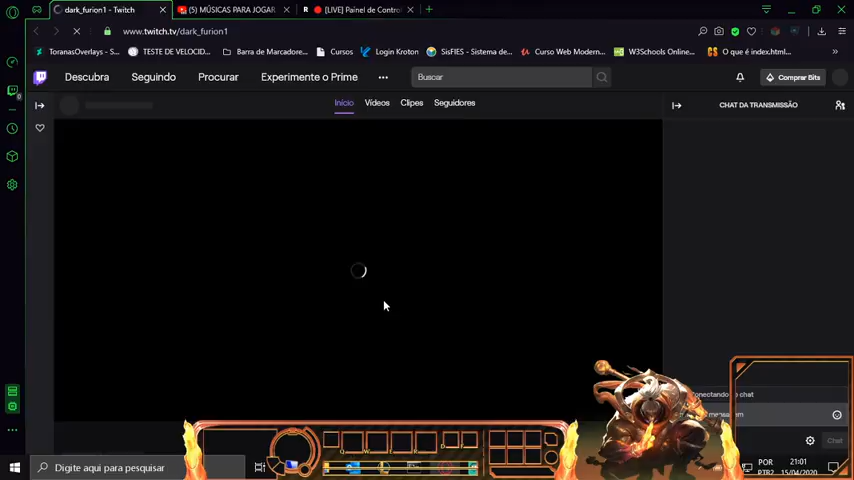 dark_furion1 - Twitch
(5) MÚSICAS PARA JOGAR
R
[LIVE] Painel de Control
www.twitch.tv/dark_furion1
ToranasOverlays - S...
TESTE DE VELOCID...
Barra de Marcadore...
Cursos
Login Kroton
SisFIES - Sistema de...
Curso Web Modern...
W3Schools Online...
O que é index.html...
Descubra
Seguindo
Procurar
Experimente o Prime
Buscar
Comprar Bits
Início
Vídeos
Clipes
Seguidores
CHAT DA TRANSMISSÃO
0
Chat
Q
W
E
R
Digite aqui para pesquisar
POR
PTB2
21:01
15/04/2020